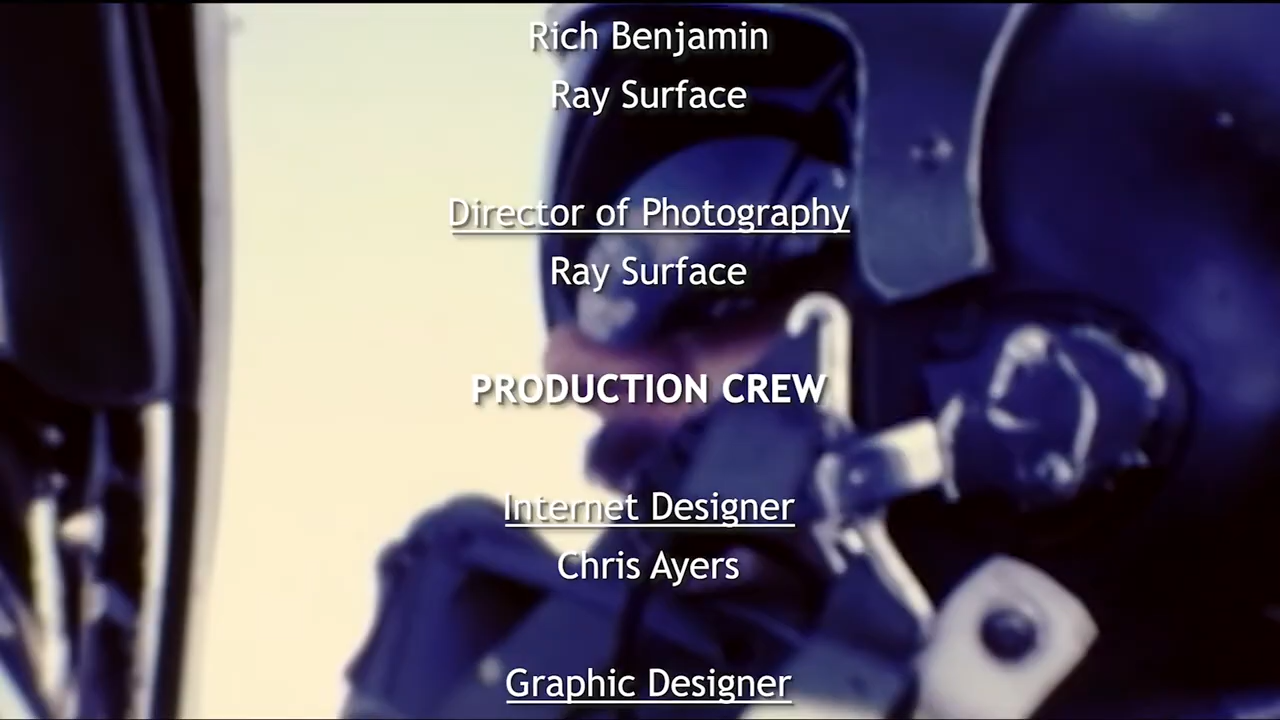 Rich Benjamin
Ray Surface
Director of Photography
Ray Surface
PRODUCTION CREW
Internet Designer
Chris Ayers
Graphic Designer